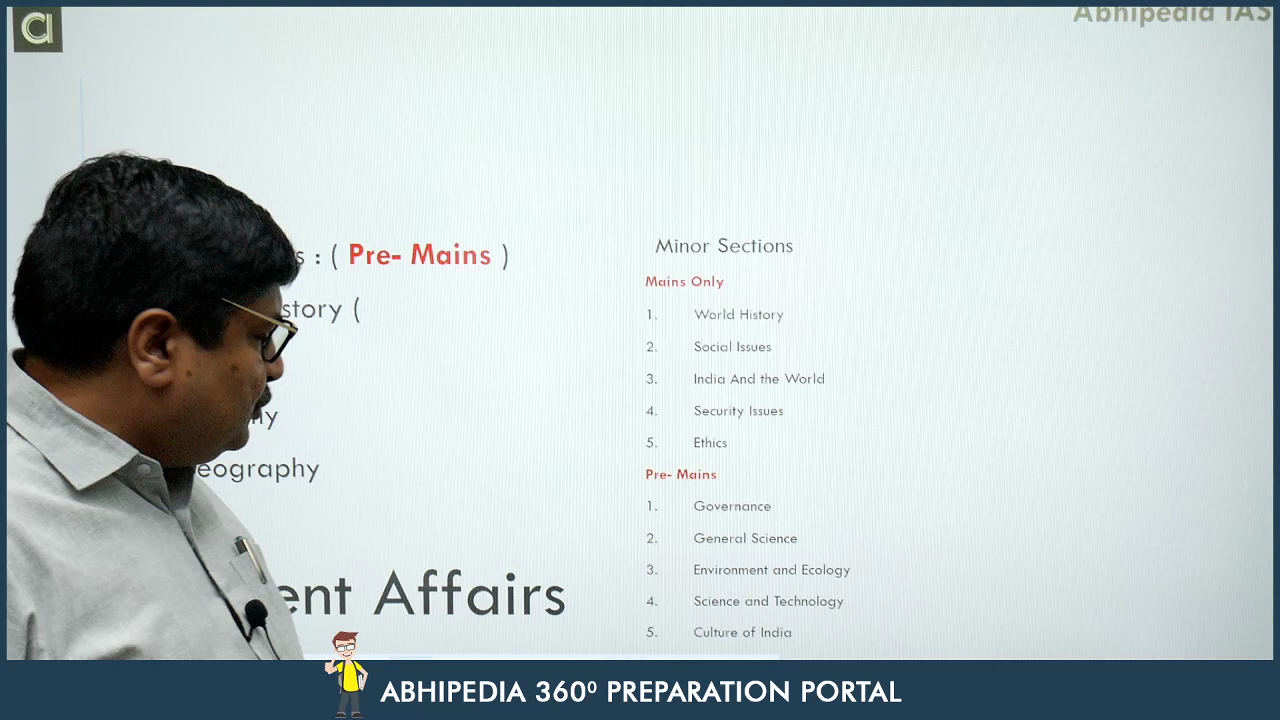 Abhipedia IAS
s : ( Pre- Mains )
story (
hy
eography
ent Affairs
Minor Sections
Mains Only
1. World History
2. Social Issues
3. India And the World
4. Security Issues
5. Ethics
Pre- Mains
1. Governance
2. General Science
3. Environment and Ecology
4. Science and Technology
5. Culture of India
ABHIPEDIA 360⁰ PREPARATION PORTAL